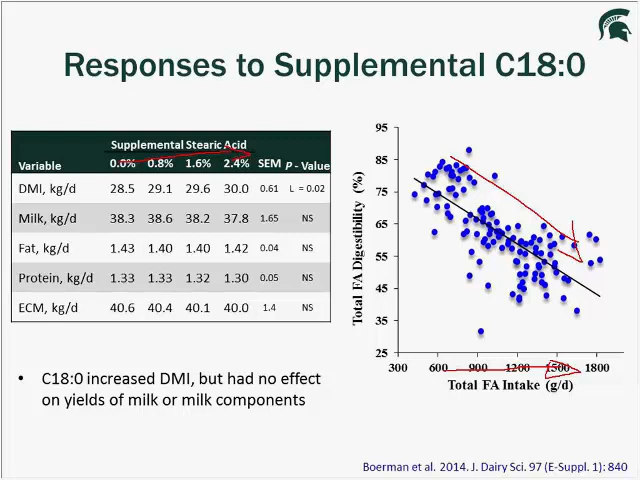 Responses to Supplemental C18:0
Supplemental Stearic Acid
Variable 0.0% 0.8% 1.6% 2.4% SEM P - Value
DMI, kg/d 28.5 29.1 29.6 30.0 0.61 L = 0.02
Milk, kg/d 38.3 38.6 38.2 37.8 1.65 NS
Fat, kg/d 1.43 1.40 1.40 1.42 0.04 NS
Protein, kg/d 1.33 1.33 1.32 1.30 0.05 NS
ECM, kg/d 40.6 40.4 40.1 40.0 1.4 NS
• C18:0 increased DMI, but had no effect
on yields of milk or milk components
Total FA Digestibility (%)
95
85
75
65
55
45
35
25
300 600 900 1200 1500 1800
Total FA Intake (g/d)
Boerman et al. 2014. J. Dairy Sci. 97 (E-Suppl. 1): 840